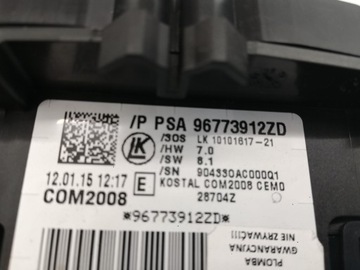 /P PSA 96773912ZD
/SOS LK 10101617-21
/HW 7.0
/SW 8.1
/SN 904330AC000Q1
LK
12.01.15 12:17 E KOSTAL COM2008 CEMO
COM2008 28704Z
*96773912ZD*
PLOMBA
GWARANCYJNA
NIE ZRYWAĆ!!!